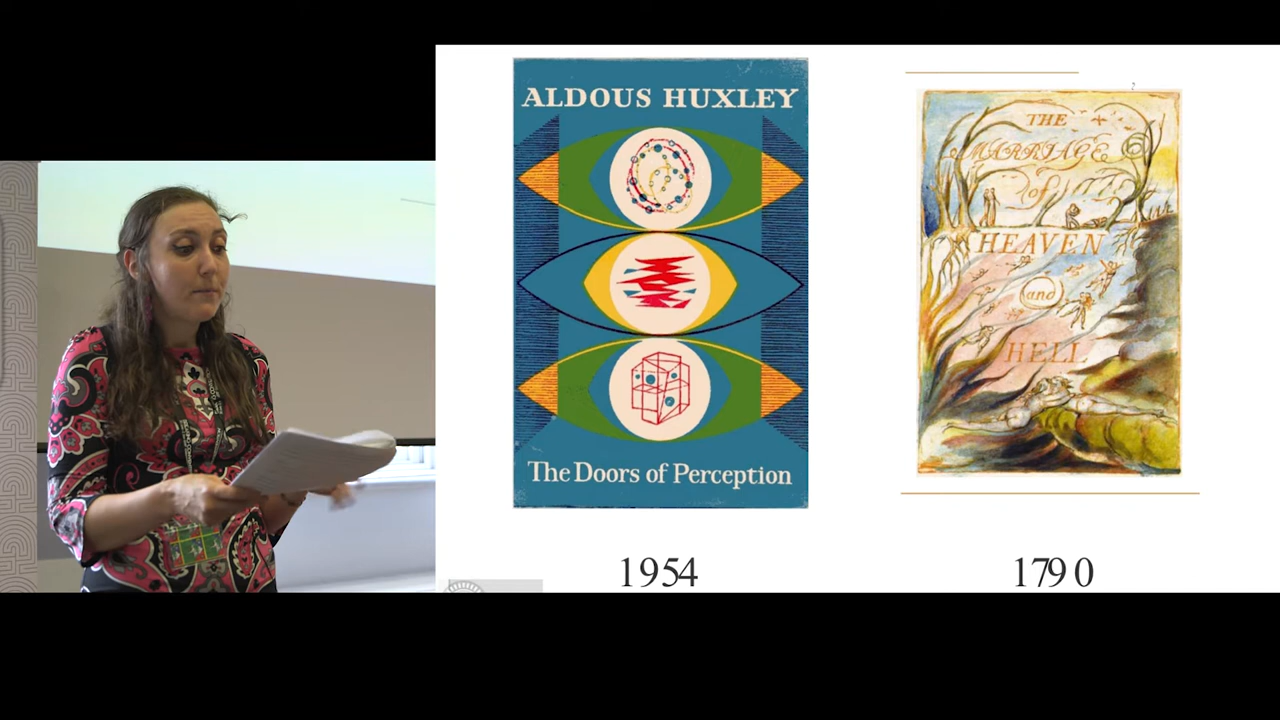 ALDOUS HUXLEY
The Doors of Perception
1954
THE
MARRIAGE
of
HEAVEN
and
HELL
1790